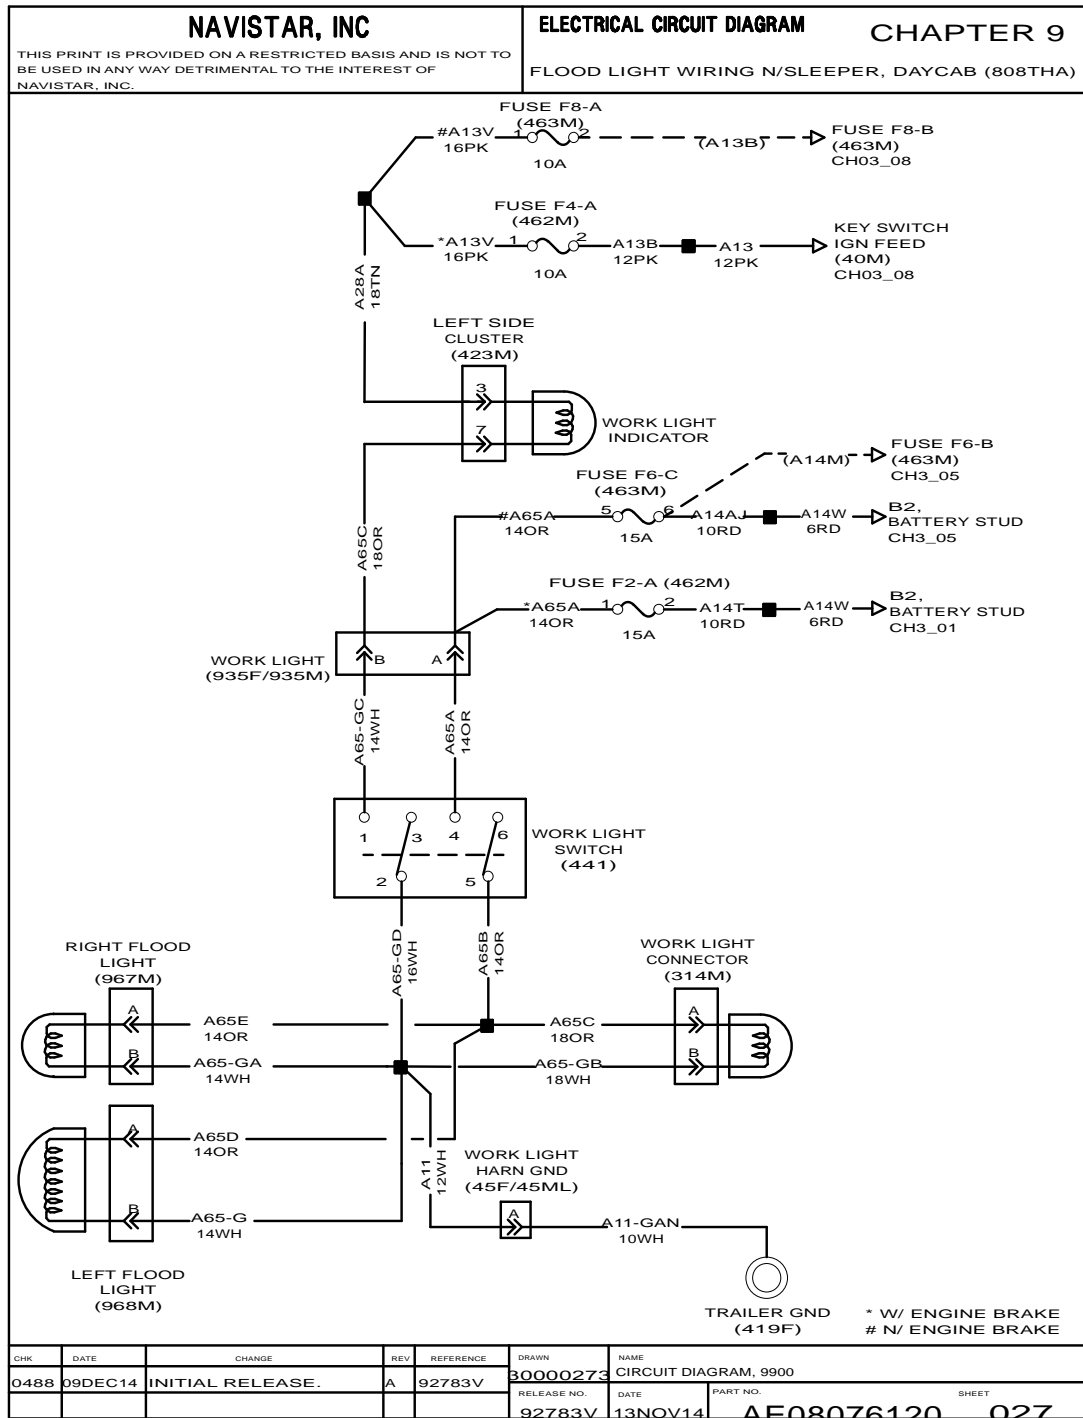 NAVISTAR, INC
THIS PRINT IS PROVIDED ON A RESTRICTED BASIS AND IS NOT TO
BE USED IN ANY WAY DETRIMENTAL TO THE INTEREST OF
NAVISTAR, INC.
ELECTRICAL CIRCUIT DIAGRAM
CHAPTER 9
FLOOD LIGHT WIRING N/SLEEPER, DAYCAB (808THA)
FUSE F8-A
(463M)
#A13V
16PK
1
2
10A
(A13B)
FUSE F8-B
(463M)
CH03_08
FUSE F4-A
(462M)
*A13V
16PK
1
2
10A
A13B
12PK
A13
12PK
KEY SWITCH
IGN FEED
(40M)
CH03_08
A28A
18TN
LEFT SIDE
CLUSTER
(423M)
3
7
WORK LIGHT
INDICATOR
A65C
18OR
FUSE F6-C
(463M)
#A65A
14OR
5
6
15A
(A14M)
FUSE F6-B
(463M)
CH3_05
A14AJ
10RD
A14W
6RD
B2,
BATTERY STUD
CH3_05
FUSE F2-A (462M)
*A65A
14OR
1
2
15A
A14T
10RD
A14W
6RD
B2,
BATTERY STUD
CH3_01
WORK LIGHT
(935F/935M)
B
A
A65-GC
14WH
A65A
14OR
1
3
4
6
2
5
WORK LIGHT
SWITCH
(441)
A65-GD
16WH
A65B
14OR
RIGHT FLOOD
LIGHT
(967M)
A
B
A65E
14OR
A65-GA
14WH
WORK LIGHT
CONNECTOR
(314M)
A65C
18OR
A65-GB
18WH
A
B
A
B
A65D
14OR
A65-G
14WH
LEFT FLOOD
LIGHT
(968M)
A11
12WH
WORK LIGHT
HARN GND
(45F/45ML)
A
A11-GAN
10WH
TRAILER GND
(419F)
* W/ ENGINE BRAKE
# N/ ENGINE BRAKE
CHK DATE CHANGE REV REFERENCE
0488 09DEC14 INITIAL RELEASE. A 92783V
DRAWN
30000273
NAME
CIRCUIT DIAGRAM, 9900
RELEASE NO.
92783V
DATE
13NOV14
PART NO.
AE08076120
SHEET
027